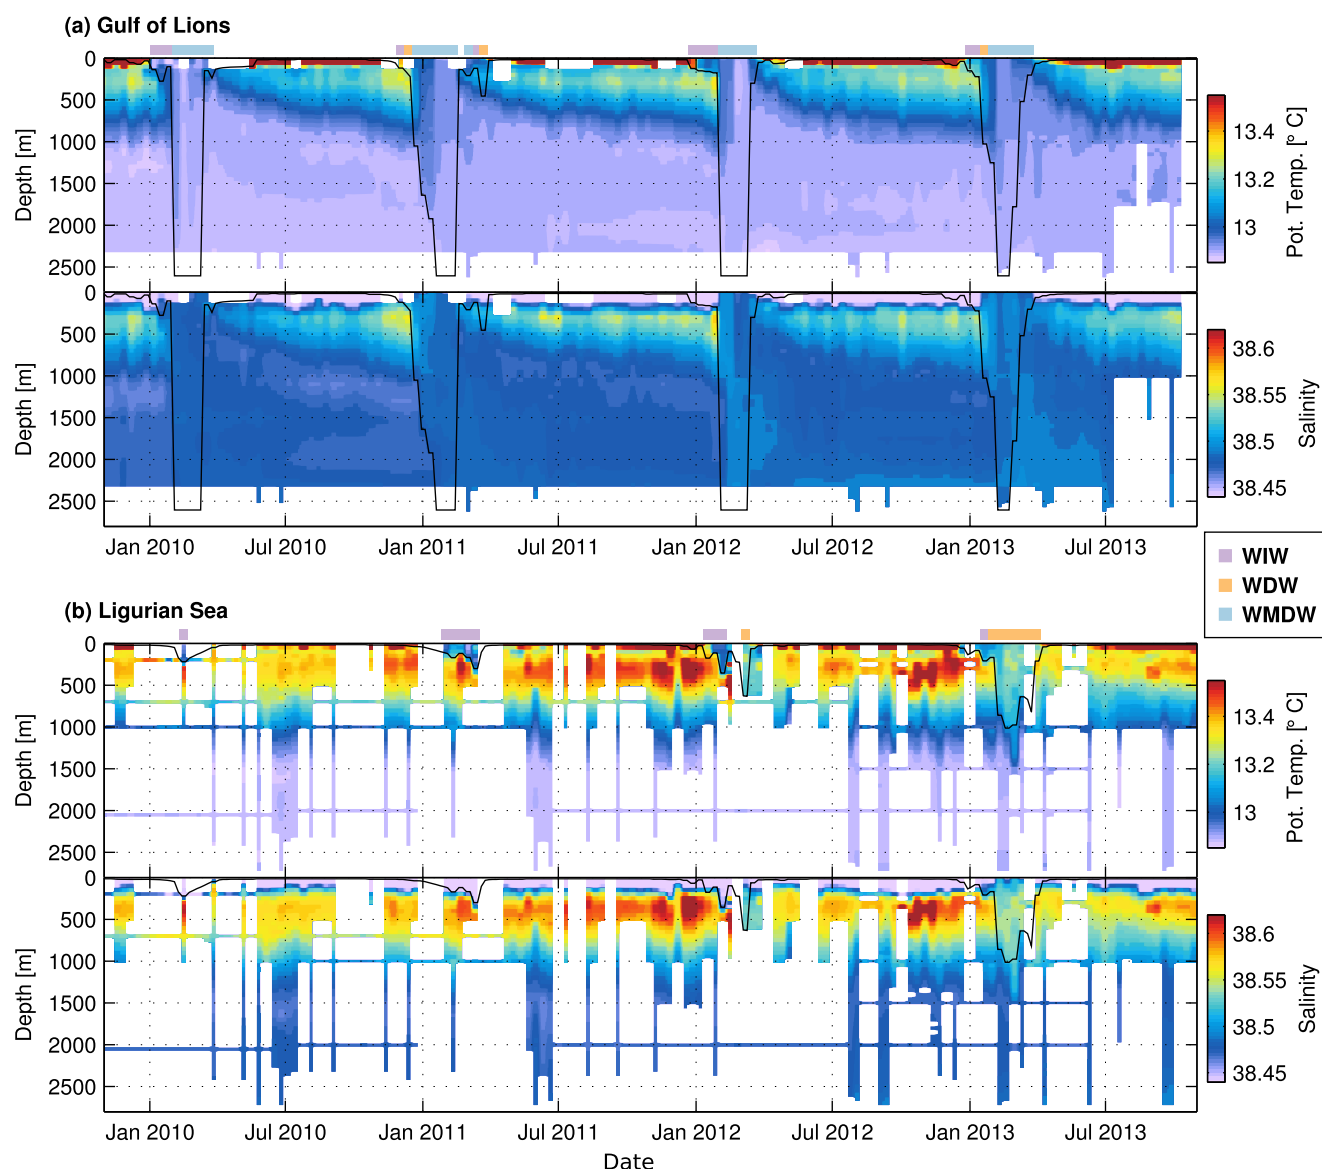 (a) Gulf of Lions
0
500
1000
1500
2000
2500
Depth [m]
13.4
13.2
13
Pot. Temp. [° C]
0
500
1000
1500
2000
2500
Depth [m]
38.6
38.55
38.5
38.45
Salinity
Jan 2010 Jul 2010 Jan 2011 Jul 2011 Jan 2012 Jul 2012 Jan 2013 Jul 2013
WIW
WDW
WMDW
(b) Ligurian Sea
0
500
1000
1500
2000
2500
Depth [m]
13.4
13.2
13
Pot. Temp. [° C]
0
500
1000
1500
2000
2500
Depth [m]
38.6
38.55
38.5
38.45
Salinity
Jan 2010 Jul 2010 Jan 2011 Jul 2011 Jan 2012 Jul 2012 Jan 2013 Jul 2013
Date